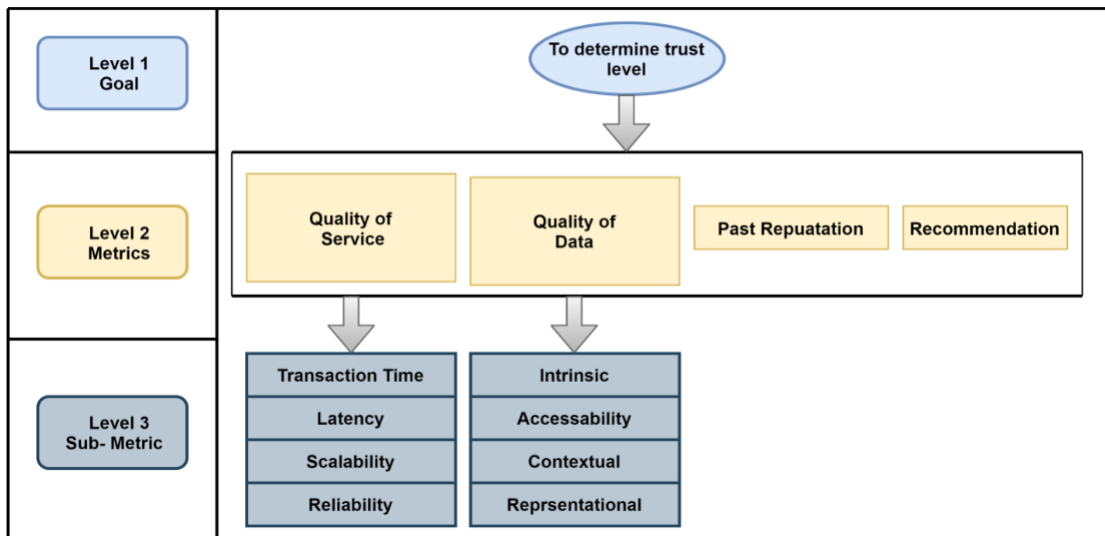 Level 1
Goal
To determine trust
level
Level 2
Metrics
Quality of
Service
Quality of
Data
Past Repuatation
Recommendation
Level 3
Sub- Metric
Transaction Time
Latency
Scalability
Reliability
Intrinsic
Accessability
Contextual
Reprsentational